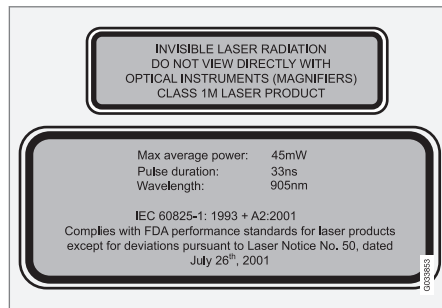 INVISIBLE LASER RADIATION
DO NOT VIEW DIRECTLY WITH
OPTICAL INSTRUMENTS (MAGNIFIERS)
CLASS 1M LASER PRODUCT
Max average power: 45mW
Pulse duration: 33ns
Wavelength: 905nm
IEC 60825-1: 1993 + A2:2001
Complies with FDA performance standards for laser products
except for deviations pursuant to Laser Notice No. 50, dated
July 26th, 2001
G033853